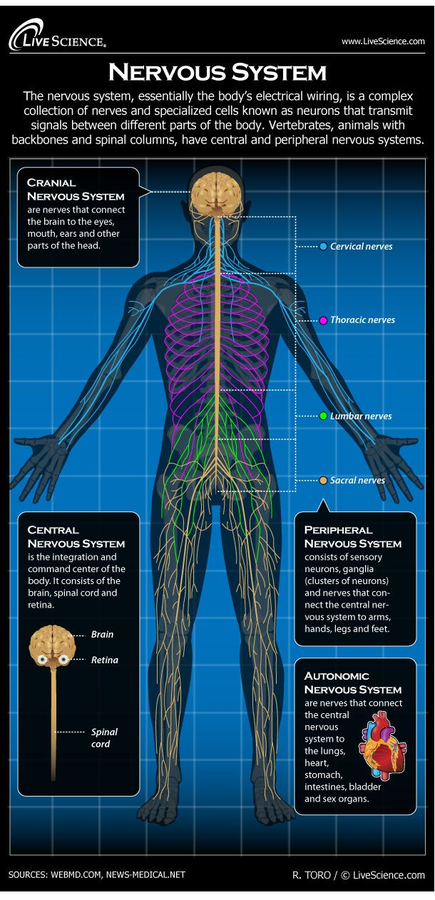 LIVESCIENCE®
www.LiveScience.com
NERVOUS SYSTEM
The nervous system, essentially the body's electrical wiring, is a complex
collection of nerves and specialized cells known as neurons that transmit
signals between different parts of the body. Vertebrates, animals with
backbones and spinal columns, have central and peripheral nervous systems.
CRANIAL
NERVOUS SYSTEM
are nerves that connect
the brain to the eyes,
mouth, ears and other
parts of the head.
Cervical nerves
Thoracic nerves
Lumbar nerves
Sacral nerves
CENTRAL
NERVOUS SYSTEM
is the integration and
command center of the
body. It consists of the
brain, spinal cord and
retina.
Brain
Retina
Spinal
cord
PERIPHERAL
NERVOUS SYSTEM
consists of sensory
neurons, ganglia
(clusters of neurons)
and nerves that con-
nect the central ner-
vous system to arms,
hands, legs and feet.
AUTONOMIC
NERVOUS SYSTEM
are nerves that connect
the central
nervous
system to
the lungs,
heart,
stomach,
intestines, bladder
and sex organs.
SOURCES: WEBMD.COM, NEWS-MEDICAL.NET
R. TORO / © LiveScience.com